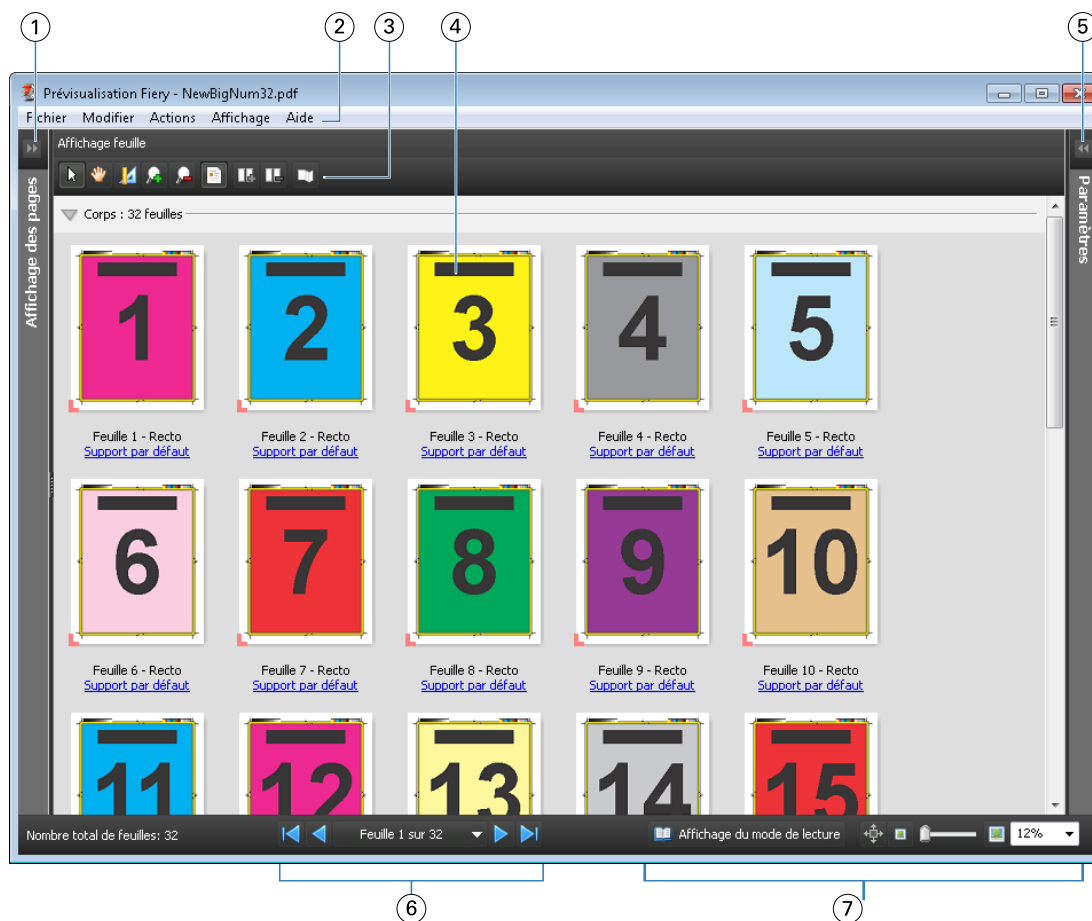 1 2 3 4 5
Prévisualisation Fiery - NewBigNum32.pdf
Fichier Modifier Actions Affichage Aide
Affichage feuille
Affichage des pages
Paramètres
Corps : 32 feuilles
1 2 3 4 5
Feuille 1 - Recto Feuille 2 - Recto Feuille 3 - Recto Feuille 4 - Recto Feuille 5 - Recto
Support par défaut Support par défaut Support par défaut Support par défaut Support par défaut
6 7 8 9 10
Feuille 6 - Recto Feuille 7 - Recto Feuille 8 - Recto Feuille 9 - Recto Feuille 10 - Recto
Support par défaut Support par défaut Support par défaut Support par défaut Support par défaut
11 12 13 14 15
Nombre total de feuilles: 32 Feuille 1 sur 32 Affichage du mode de lecture 12%
6 7